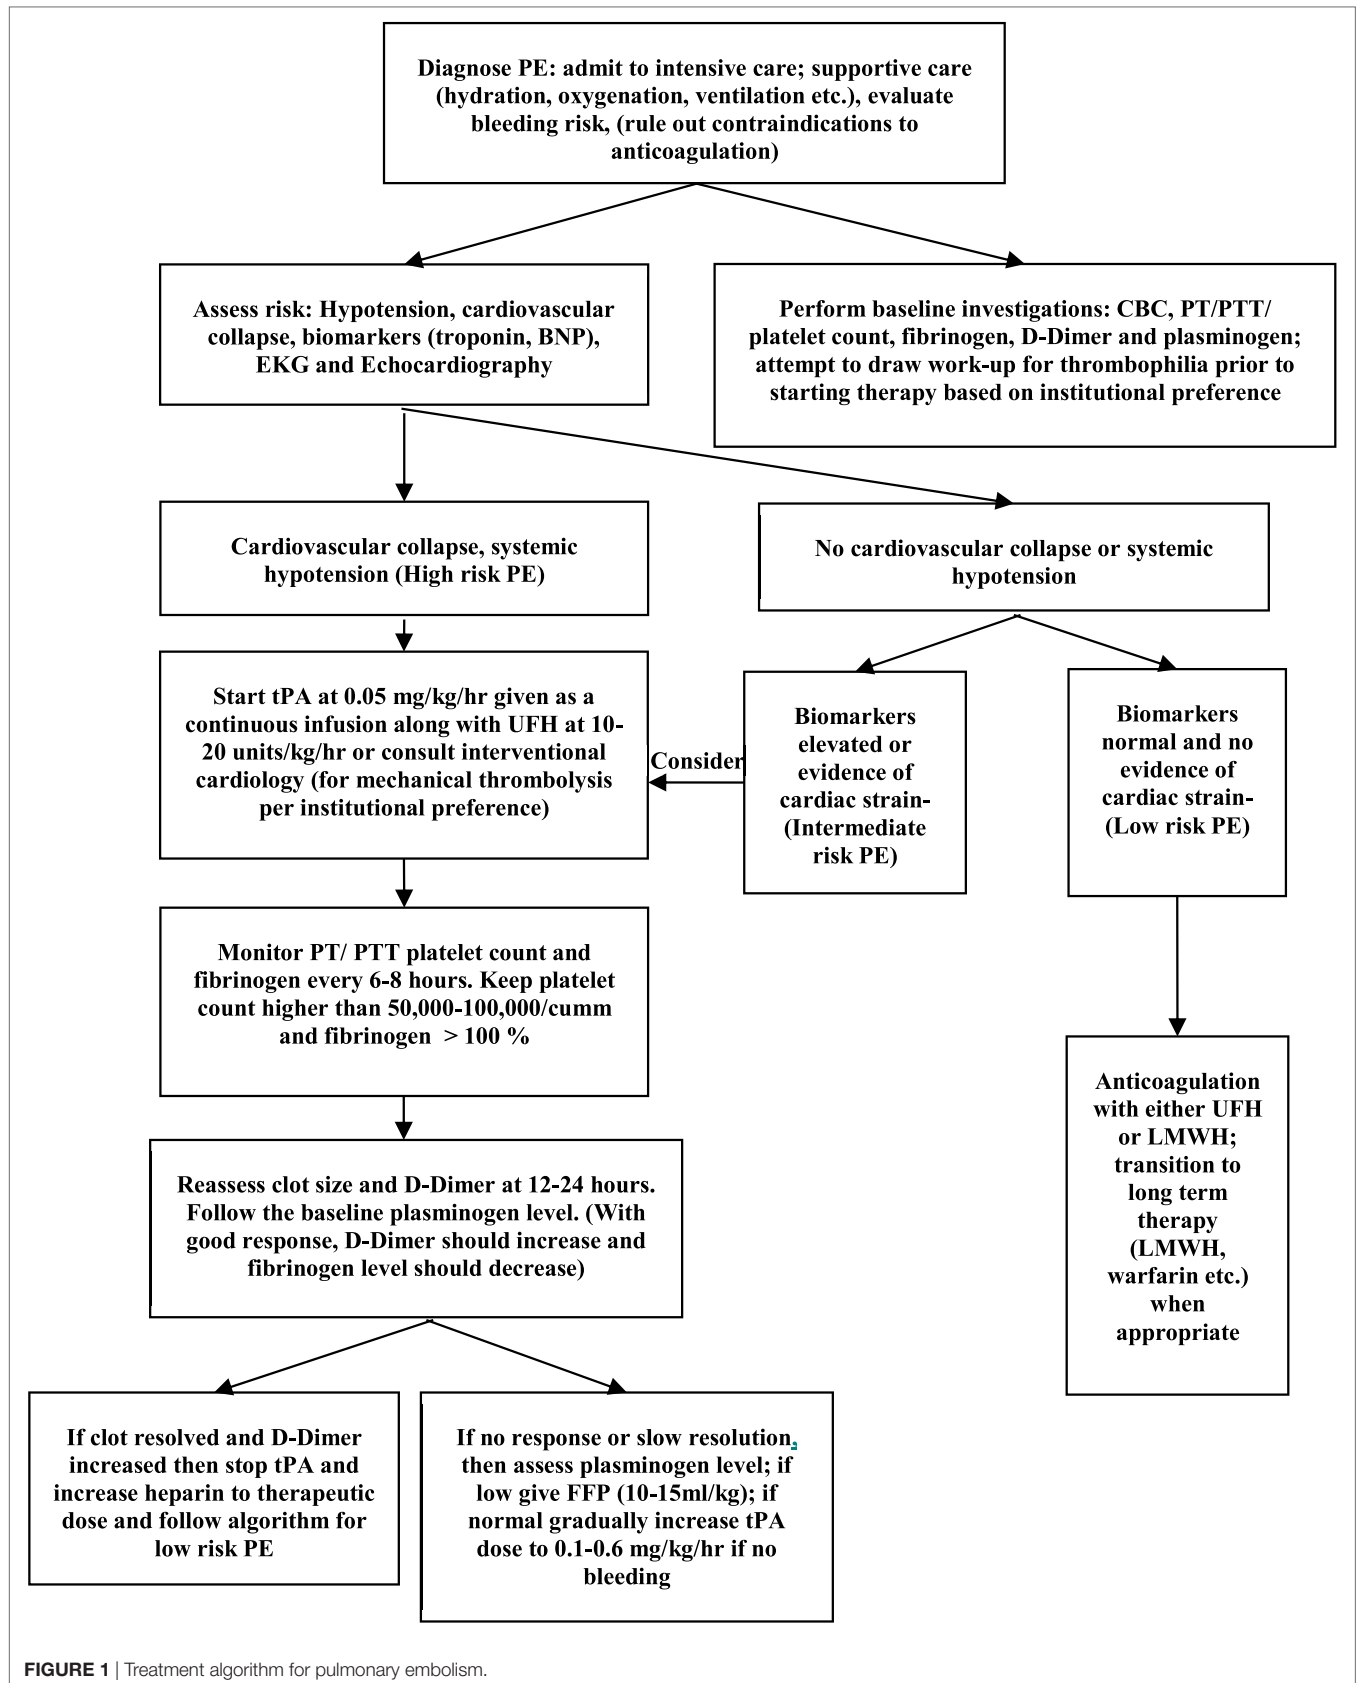 Diagnose PE: admit to intensive care; supportive care
(hydration, oxygenation, ventilation etc.), evaluate
bleeding risk, (rule out contraindications to
anticoagulation)
Assess risk: Hypotension, cardiovascular
collapse, biomarkers (troponin, BNP),
EKG and Echocardiography
Perform baseline investigations: CBC, PT/PTT/
platelet count, fibrinogen, D-Dimer and plasminogen;
attempt to draw work-up for thrombophilia prior to
starting therapy based on institutional preference
Cardiovascular collapse, systemic
hypotension (High risk PE)
No cardiovascular collapse or systemic
hypotension
Start tPA at 0.05 mg/kg/hr given as a
continuous infusion along with UFH at 10-
20 units/kg/hr or consult interventional
cardiology (for mechanical thrombolysis
per institutional preference)
Consider
Biomarkers
elevated or
evidence of
cardiac strain-
(Intermediate
risk PE)
Biomarkers
normal and no
evidence of
cardiac strain-
(Low risk PE)
Monitor PT/ PTT platelet count and
fibrinogen every 6-8 hours. Keep platelet
count higher than 50,000-100,000/cumm
and fibrinogen > 100 %
Anticoagulation
with either UFH
or LMWH;
transition to
long term
therapy
(LMWH,
warfarin etc.)
when
appropriate
Reassess clot size and D-Dimer at 12-24 hours.
Follow the baseline plasminogen level. (With
good response, D-Dimer should increase and
fibrinogen level should decrease)
If clot resolved and D-Dimer
increased then stop tPA and
increase heparin to therapeutic
dose and follow algorithm for
low risk PE
If no response or slow resolution,
then assess plasminogen level; if
low give FFP (10-15ml/kg); if
normal gradually increase tPA
dose to 0.1-0.6 mg/kg/hr if no
bleeding
FIGURE 1 | Treatment algorithm for pulmonary embolism.